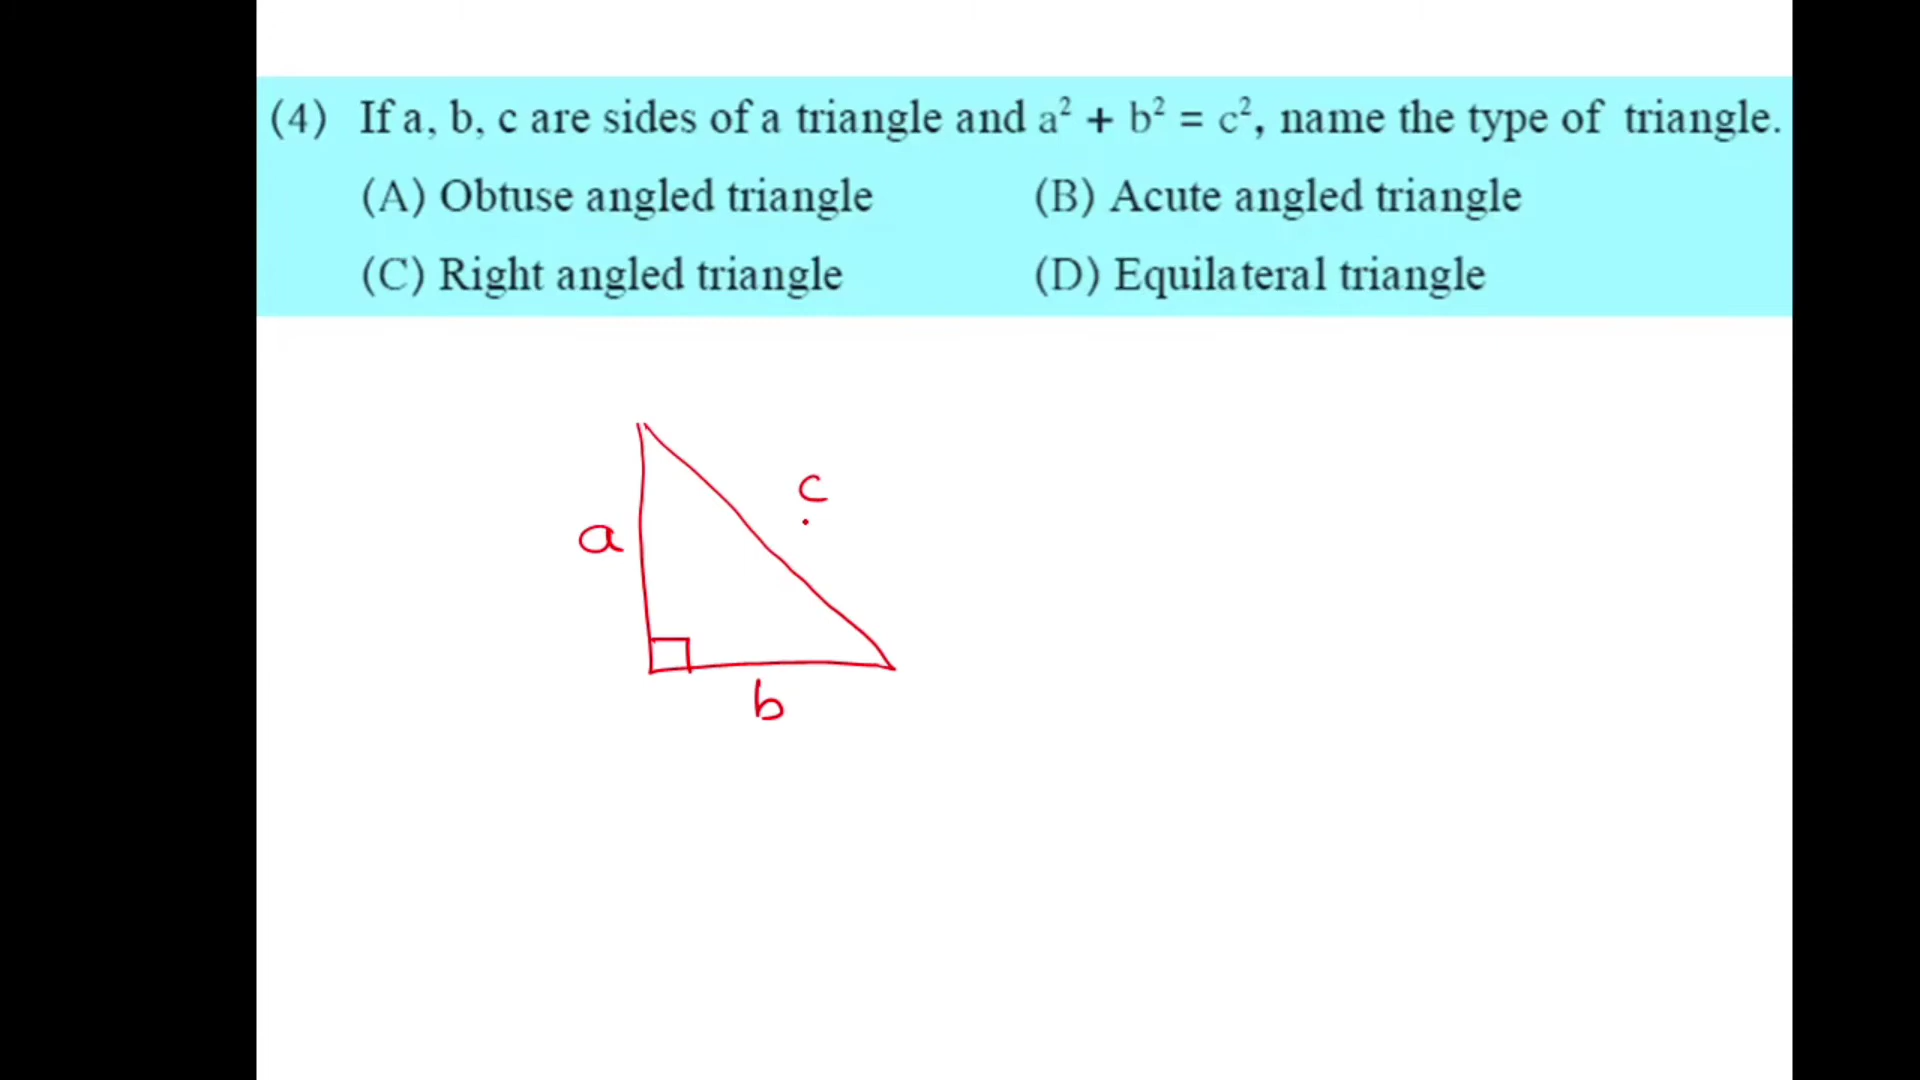 (4) If a, b, c are sides of a triangle and a² + b² = c², name the type of triangle.
(A) Obtuse angled triangle (B) Acute angled triangle
(C) Right angled triangle (D) Equilateral triangle
c
a
b